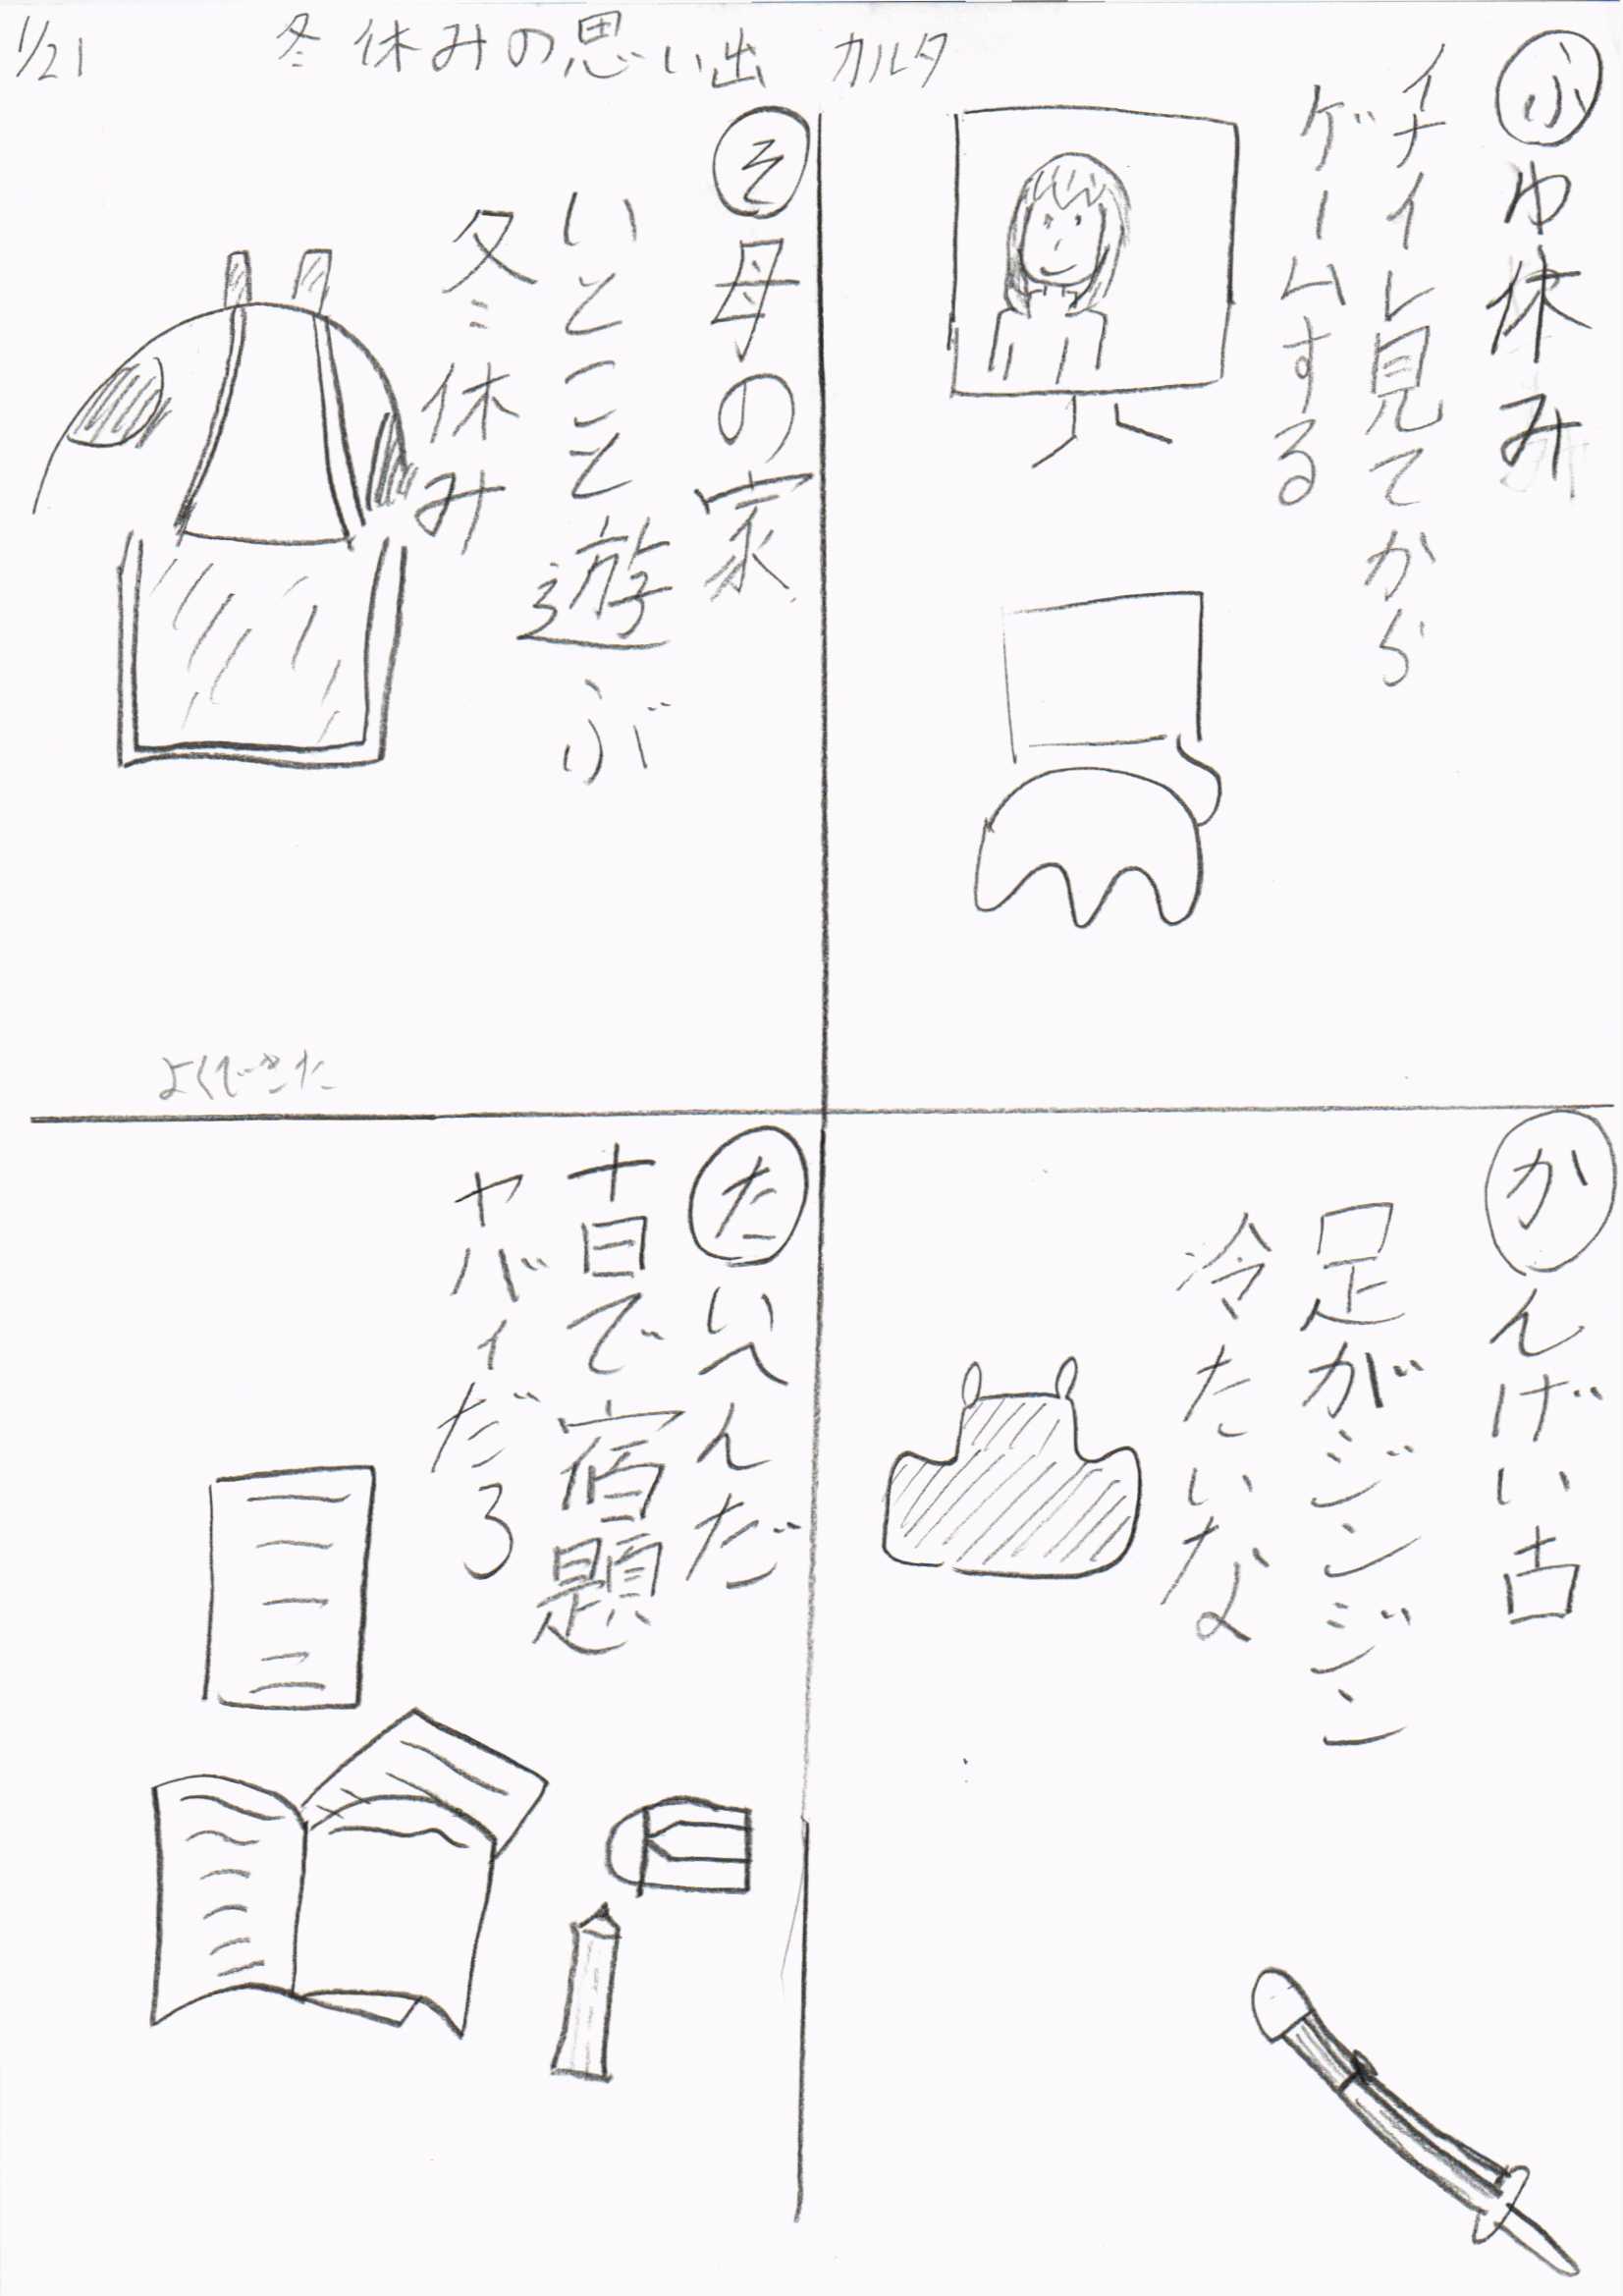 1/21 冬休みの思い出 カルタ
ふゆ休み
イナイレ見てから
ゲームする
そ母の家
いとこと遊ぶ
冬休み
よくできた
かんげい古
足がジンジン
冷たいな
たいへんだ
十日で宿題
ヤバイだろ